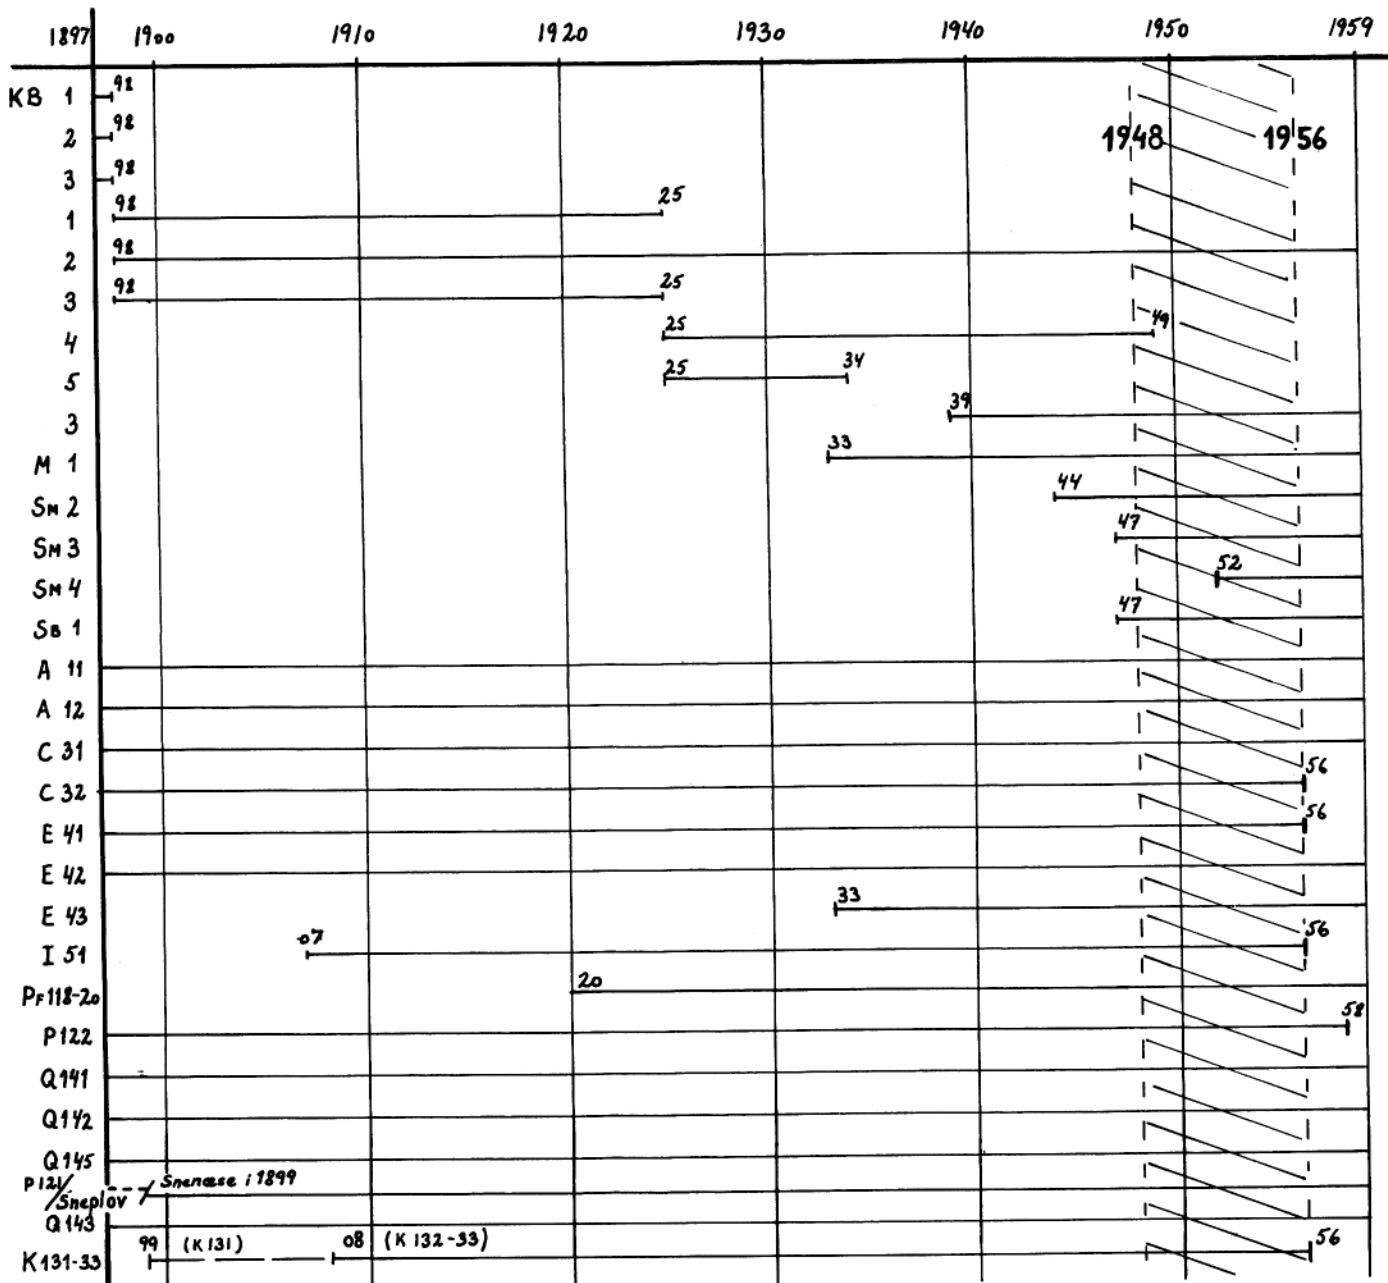 1897 1900 1910 1920 1930 1940 1950 1959
KB 1 98
2 98 1948 1956
3 98
1 98 25
2 98
3 98 25
4 25 49
5 25 34
3 39
M 1 33
SM 2 44
SM 3 47
SM 4 52
SB 1 47
A 11
A 12
C 31
C 32 56
E 41 56
E 42
E 43 33
I 51 07 56
PF 118-20 20
P122 58
Q141
Q142
Q145
P121/Sneplov Snenæse i 1899
Q143
K131-33 99 (K131) 08 (K132-33) 56